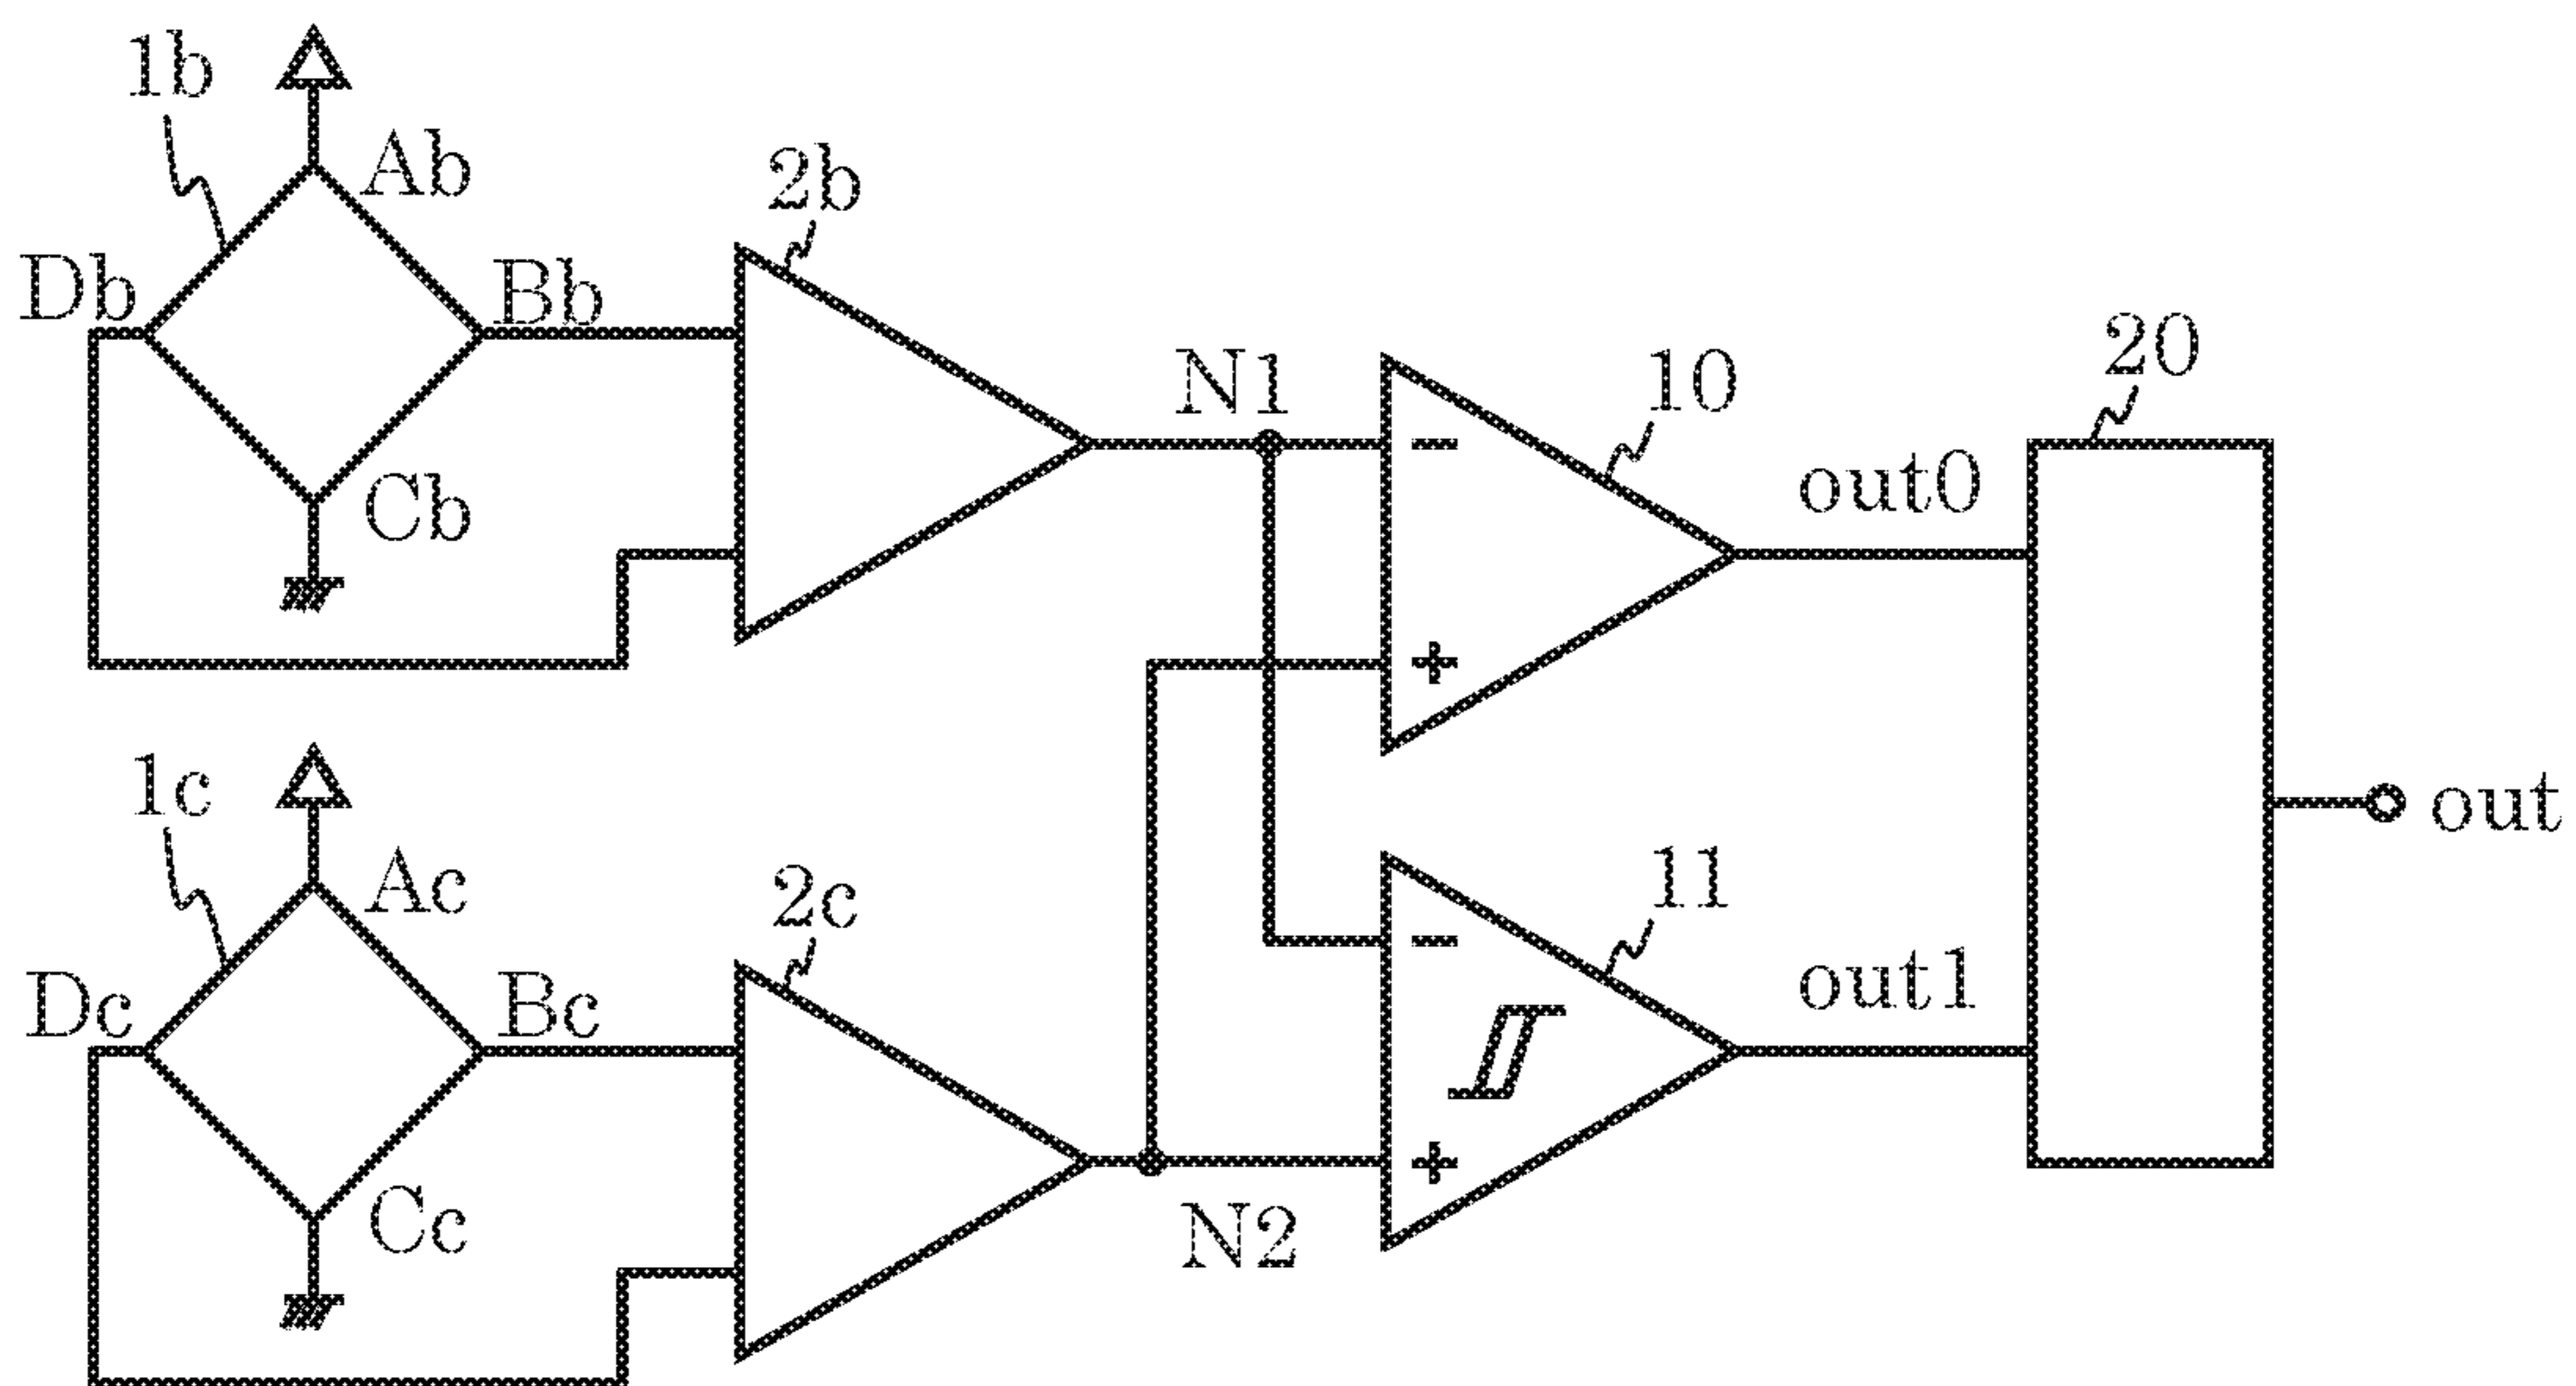 1b
Ab
Db
Bb
Cb
2b
N1
10
20
out0
−
+
1c
Ac
Dc
Bc
Cc
2c
N2
11
out1
−
+
out